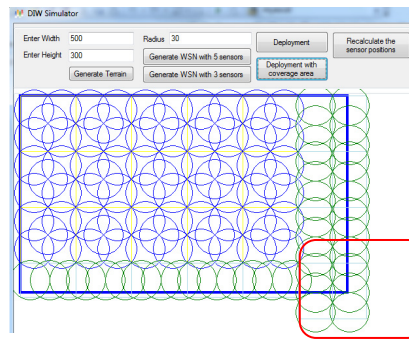 DIW Simulator
Enter Width 500
Radius 30
Enter Height 300
Generate Terrain
Generate WSN with 5 sensors
Generate WSN with 3 sensors
Deployment
Deployment with
coverage area
Recalculate the
sensor positions